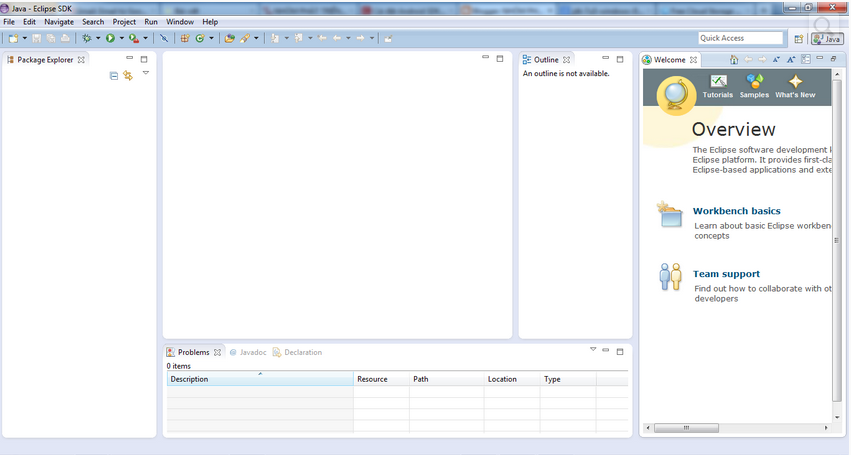 Java - Eclipse SDK
File Edit Navigate Search Project Run Window Help
Quick Access
Java
Package Explorer
Outline
An outline is not available.
Welcome
Tutorials Samples What's New
Overview
The Eclipse software development
Eclipse platform. It provides first-cla
Eclipse-based applications and exte
Workbench basics
Learn about basic Eclipse workben
concepts
Team support
Find out how to collaborate with ot
developers
Problems @ Javadoc Declaration
0 items
Description Resource Path Location Type